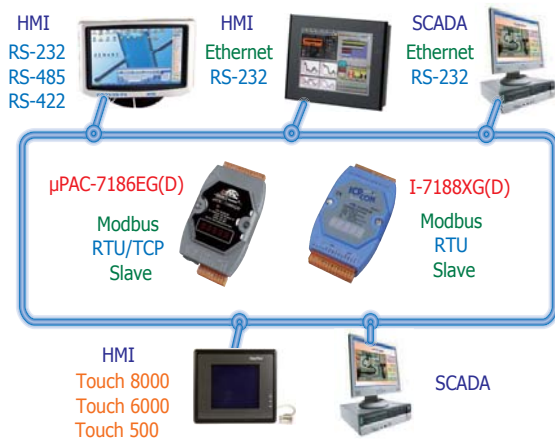 HMI
RS-232
RS-485
RS-422
HMI
Ethernet
RS-232
SCADA
Ethernet
RS-232
µPAC-7186EG(D)
Modbus
RTU/TCP
Slave
I-7188XG(D)
Modbus
RTU
Slave
HMI
Touch 8000
Touch 6000
Touch 500
SCADA